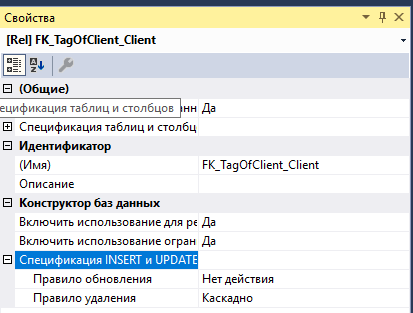 Свойства
[Rel] FK_TagOfClient_Client
(Общие)
ецификация таблиц и столбцов Да
Спецификация таблиц и столбц
Идентификатор
(Имя) FK_TagOfClient_Client
Описание
Конструктор баз данных
Включить использование для ре Да
Включить использование огран Да
Спецификация INSERT и UPDATE
Правило обновления Нет действия
Правило удаления Каскадно